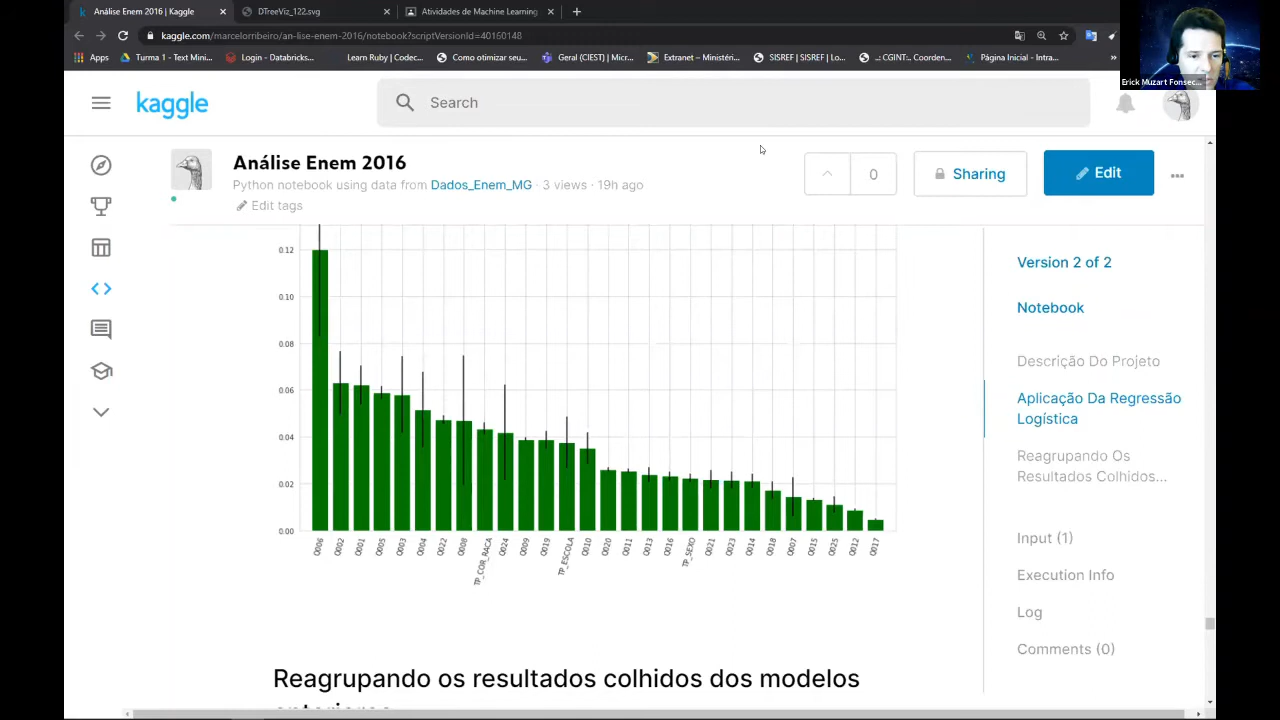 Análise Enem 2016 | Kaggle
DTreeViz_122.svg
Atividades de Machine Learning
kaggle.com/marcelorribeiro/an-lise-enem-2016/notebook?scriptVersionId=40160148
Apps
Turma 1 - Text Mini...
Login - Databricks...
Learn Ruby | Codec...
Como otimizar seu...
Geral (CIEST) | Micr...
Extranet – Ministéri...
SISREF | SISREF | Lo...
..: CGINT:.. Coorden...
Página Inicial - Intra...
»
Erick Muzart Fonsec...
kaggle
Search
Análise Enem 2016
Python notebook using data from Dados_Enem_MG · 3 views · 19h ago
Edit tags
0
Sharing
Edit
0.12
0.10
0.08
0.06
0.04
0.02
0.00
Q006
Q002
Q001
Q005
Q003
Q004
Q022
Q008
TP_COR_RACA
Q024
Q009
Q019
TP_ESCOLA
Q010
Q020
Q011
Q013
Q016
TP_SEXO
Q021
Q023
Q014
Q018
Q007
Q015
Q025
Q012
Q017
Version 2 of 2
Notebook
Descrição Do Projeto
Aplicação Da Regressão
Logística
Reagrupando Os
Resultados Colhidos...
Input (1)
Execution Info
Log
Comments (0)
Reagrupando os resultados colhidos dos modelos